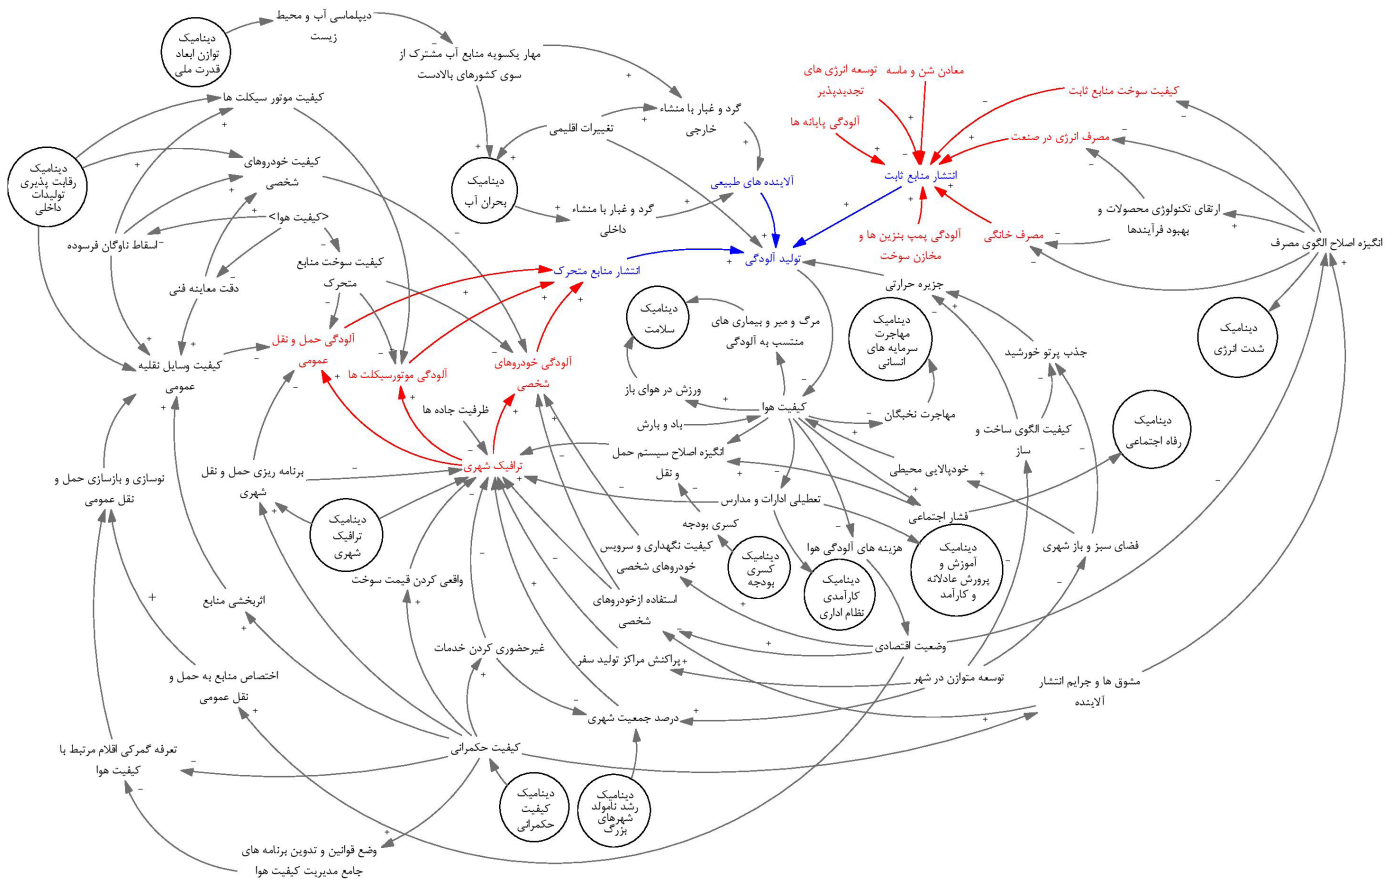 دیپلماسی آب و محیط
زیست
دینامیک
توازن ابعاد
قدرت ملی
مهار یکسویه منابع آب مشترک از
سوی کشورهای بالادست
معادن شن و ماسه
توسعه انرژی های
تجدیدپذیر
کیفیت سوخت منابع ثابت
کیفیت موتور سیکلت ها
گرد و غبار با منشاء
خارجی
تغییرات اقلیمی
آلودگی پایانه ها
مصرف انرژی در صنعت
دینامیک
رقابت پذیری
تولیدات
داخلی
کیفیت خودروهای
شخصی
دینامیک
بحران آب
آلاینده های طبیعی
انتشار منابع ثابت
گرد و غبار با منشاء
داخلی
ارتقای تکنولوژی محصولات و
بهبود فرآیندها
<کیفیت هوا>
اسقاط ناوگان فرسوده
مصرف خانگی
آلودگی پمپ بنزین ها و
مخازن سوخت
انگیزه اصلاح الگوی مصرف
کیفیت سوخت منابع
متحرک
انتشار منابع متحرک
تولید آلودگی
دقت معاینه فنی
جزیره حرارتی
دینامیک
سلامت
مرگ و میر و بیماری های
منتسب به آلودگی
دینامیک
مهاجرت
سرمایه های
انسانی
دینامیک
شدت انرژی
آلودگی حمل و نقل
عمومی
جذب پرتو خورشید
کیفیت وسایل نقلیه
عمومی
آلودگی موتورسیکلت ها
آلودگی خودروهای
شخصی
ورزش در هوای باز
کیفیت هوا
مهاجرت نخبگان
ظرفیت جاده ها
باد و بارش
کیفیت الگوی ساخت و
ساز
دینامیک
رفاه اجتماعی
ترافیک شهری
انگیزه اصلاح سیستم حمل
و نقل
خودپالایی محیطی
برنامه ریزی حمل و نقل
شهری
نوسازی و بازسازی حمل و
نقل عمومی
تعطیلی ادارات و مدارس
فشار اجتماعی
دینامیک
ترافیک
شهری
کسری بودجه
کیفیت نگهداری و سرویس
خودروهای شخصی
هزینه های آلودگی هوا
فضای سبز و باز شهری
دینامیک
کسری
بودجه
دینامیک
کارآمدی
نظام اداری
دینامیک
آموزش و
پرورش عادلانه
و کارآمد
واقعی کردن قیمت سوخت
اثربخشی منابع
استفاده ازخودروهای
شخصی
وضعیت اقتصادی
غیرحضوری کردن خدمات
پراکنش مراکز تولید سفر
توسعه متوازن در شهر
اختصاص منابع به حمل و
نقل عمومی
مشوق ها و جرایم انتشار
آلاینده
درصد جمعیت شهری
کیفیت حکمرانی
تعرفه گمرکی اقلام مرتبط با
کیفیت هوا
دینامیک
کیفیت
حکمرانی
دینامیک
رشد نامولد
شهرهای
بزرگ
وضع قوانین و تدوین برنامه های
جامع مدیریت کیفیت هوا